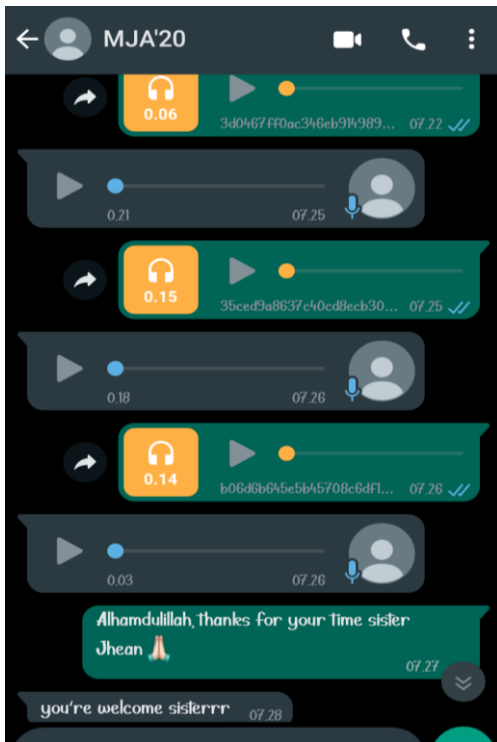 MJA'20
0.06
3d0467ff0ac346eb914989... 07.22
0.21 07.25
0.15
35ced9a8637c40cd8ecb30... 07.25
0.18 07.26
0.14
b06d6b645e5b45708c6df1... 07.26
0.03 07.26
Alhamdulillah, thanks for your time sister
Jhean 🙏🏻
07.27
you're welcome sisterrr 07.28